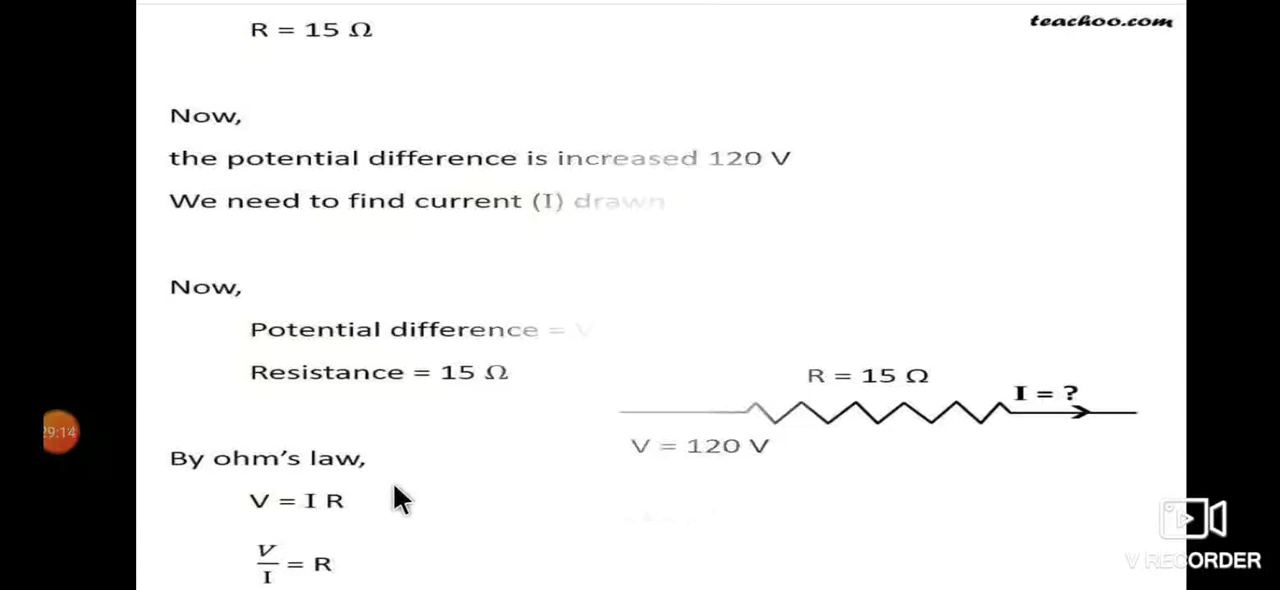 R = 15 Ω
teachoo.com
Now,
the potential difference is increased 120 V
We need to find current (I) drawn
Now,
Potential difference = V
Resistance = 15 Ω
R = 15 Ω
I = ?
V = 120 V
29:14
By ohm's law,
V = I R
V/I = R
V RECORDER